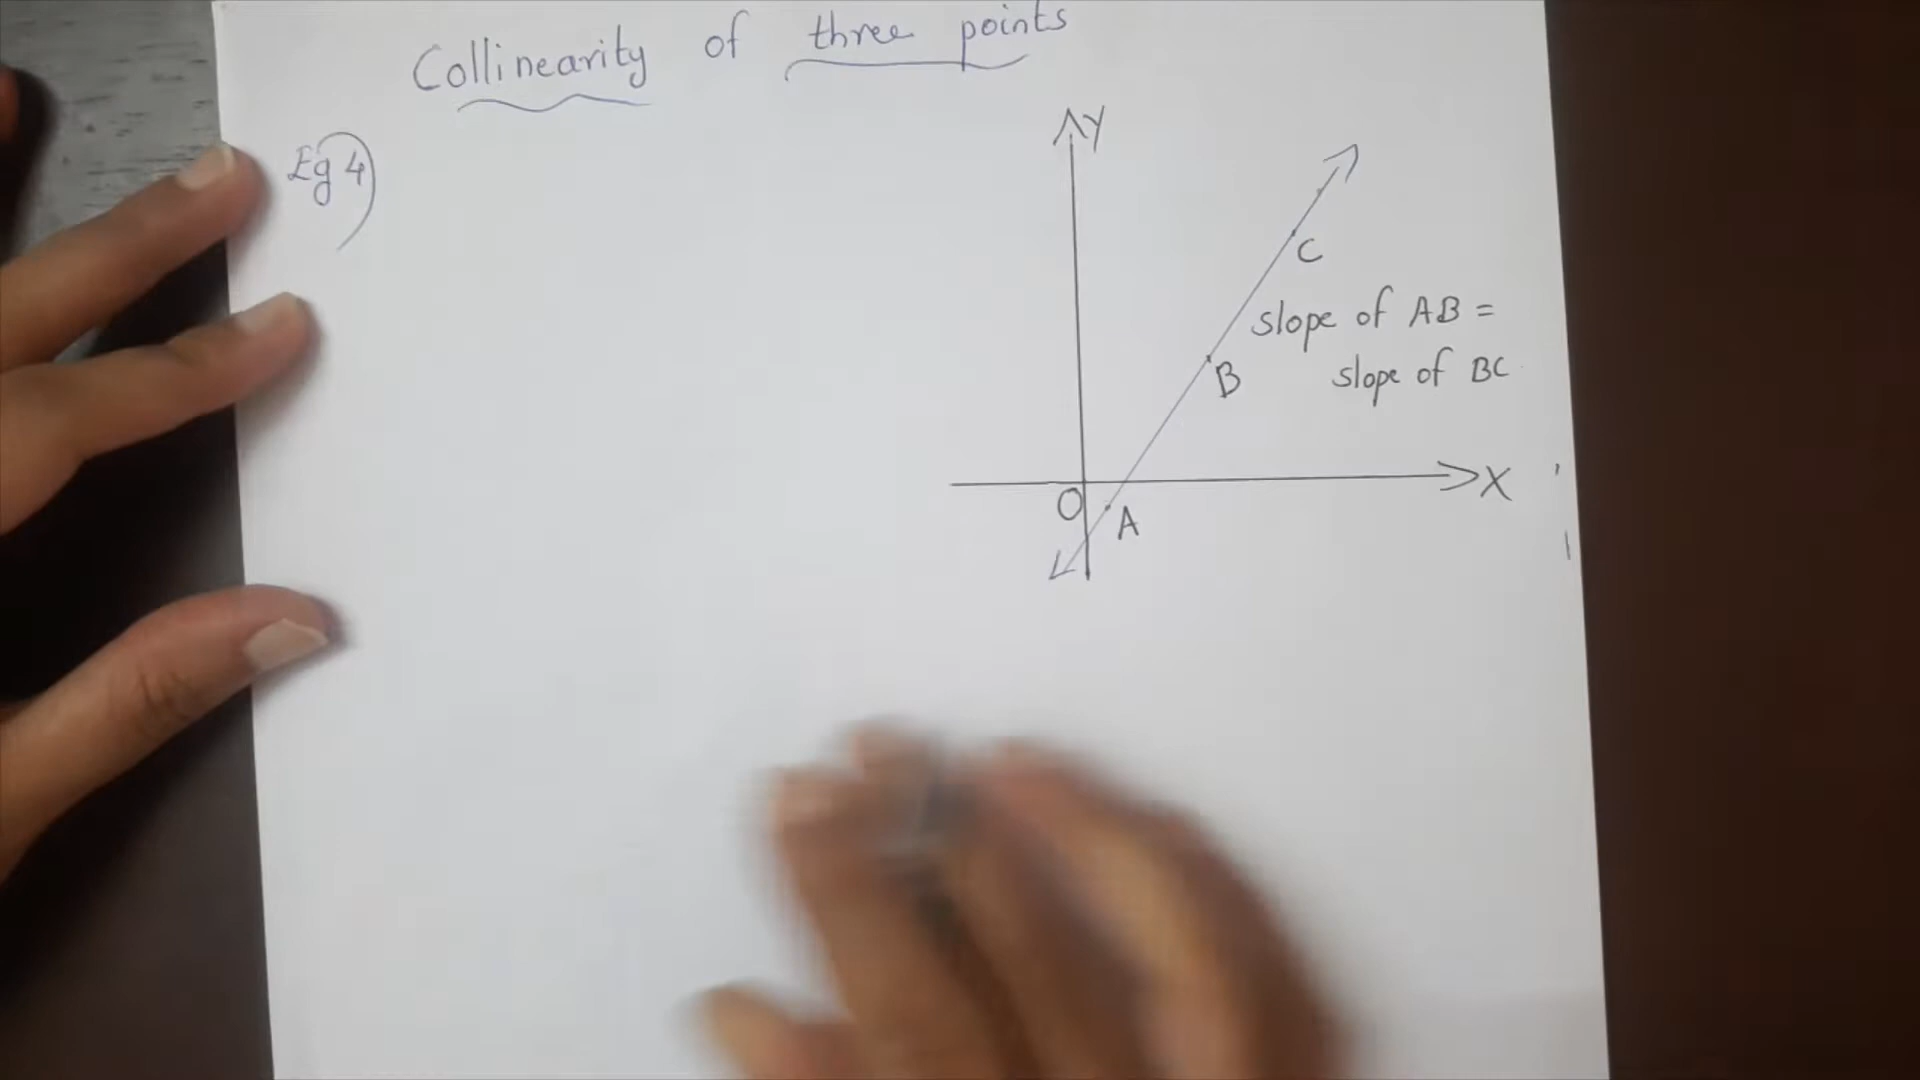 Collinearity of three points
Eg 4)
Y
C
slope of AB =
slope of BC
B
X
O
A